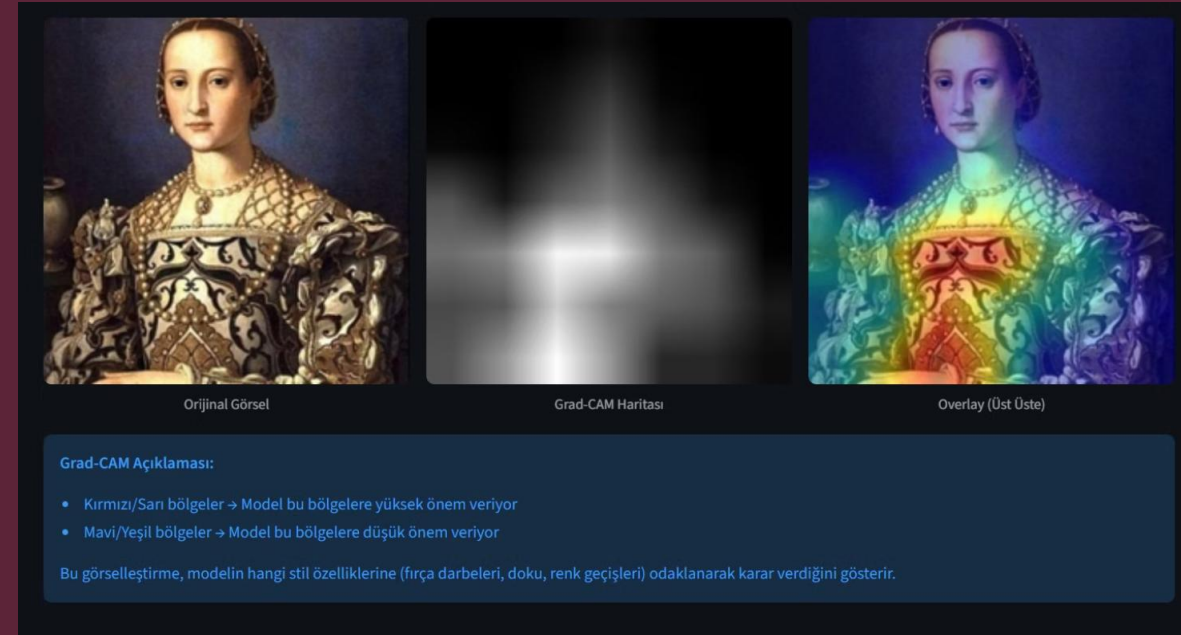 Orijinal Görsel
Grad-CAM Haritası
Overlay (Üst Üste)
Grad-CAM Açıklaması:
• Kırmızı/Sarı bölgeler → Model bu bölgelere yüksek önem veriyor
• Mavi/Yeşil bölgeler → Model bu bölgelere düşük önem veriyor
Bu görselleştirme, modelin hangi stil özelliklerine (fırça darbeleri, doku, renk geçişleri) odaklanarak karar verdiğini gösterir.